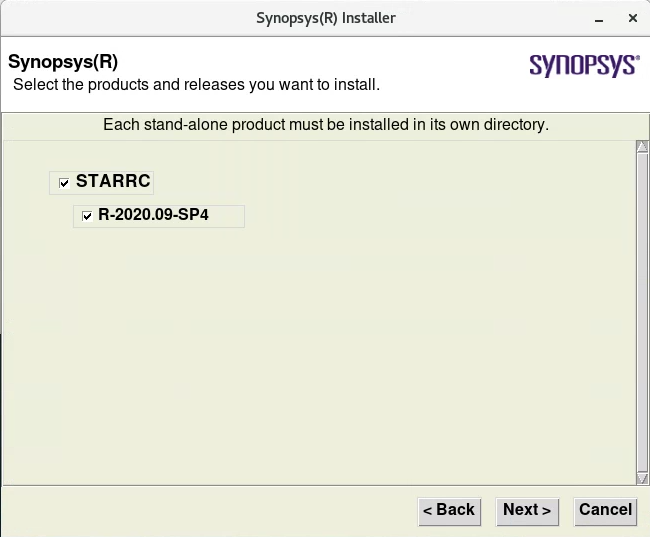 Synopsys(R) Installer
Synopsys(R)
SYNOPSYS®
Select the products and releases you want to install.
Each stand-alone product must be installed in its own directory.
STARRC
R-2020.09-SP4
< Back Next > Cancel